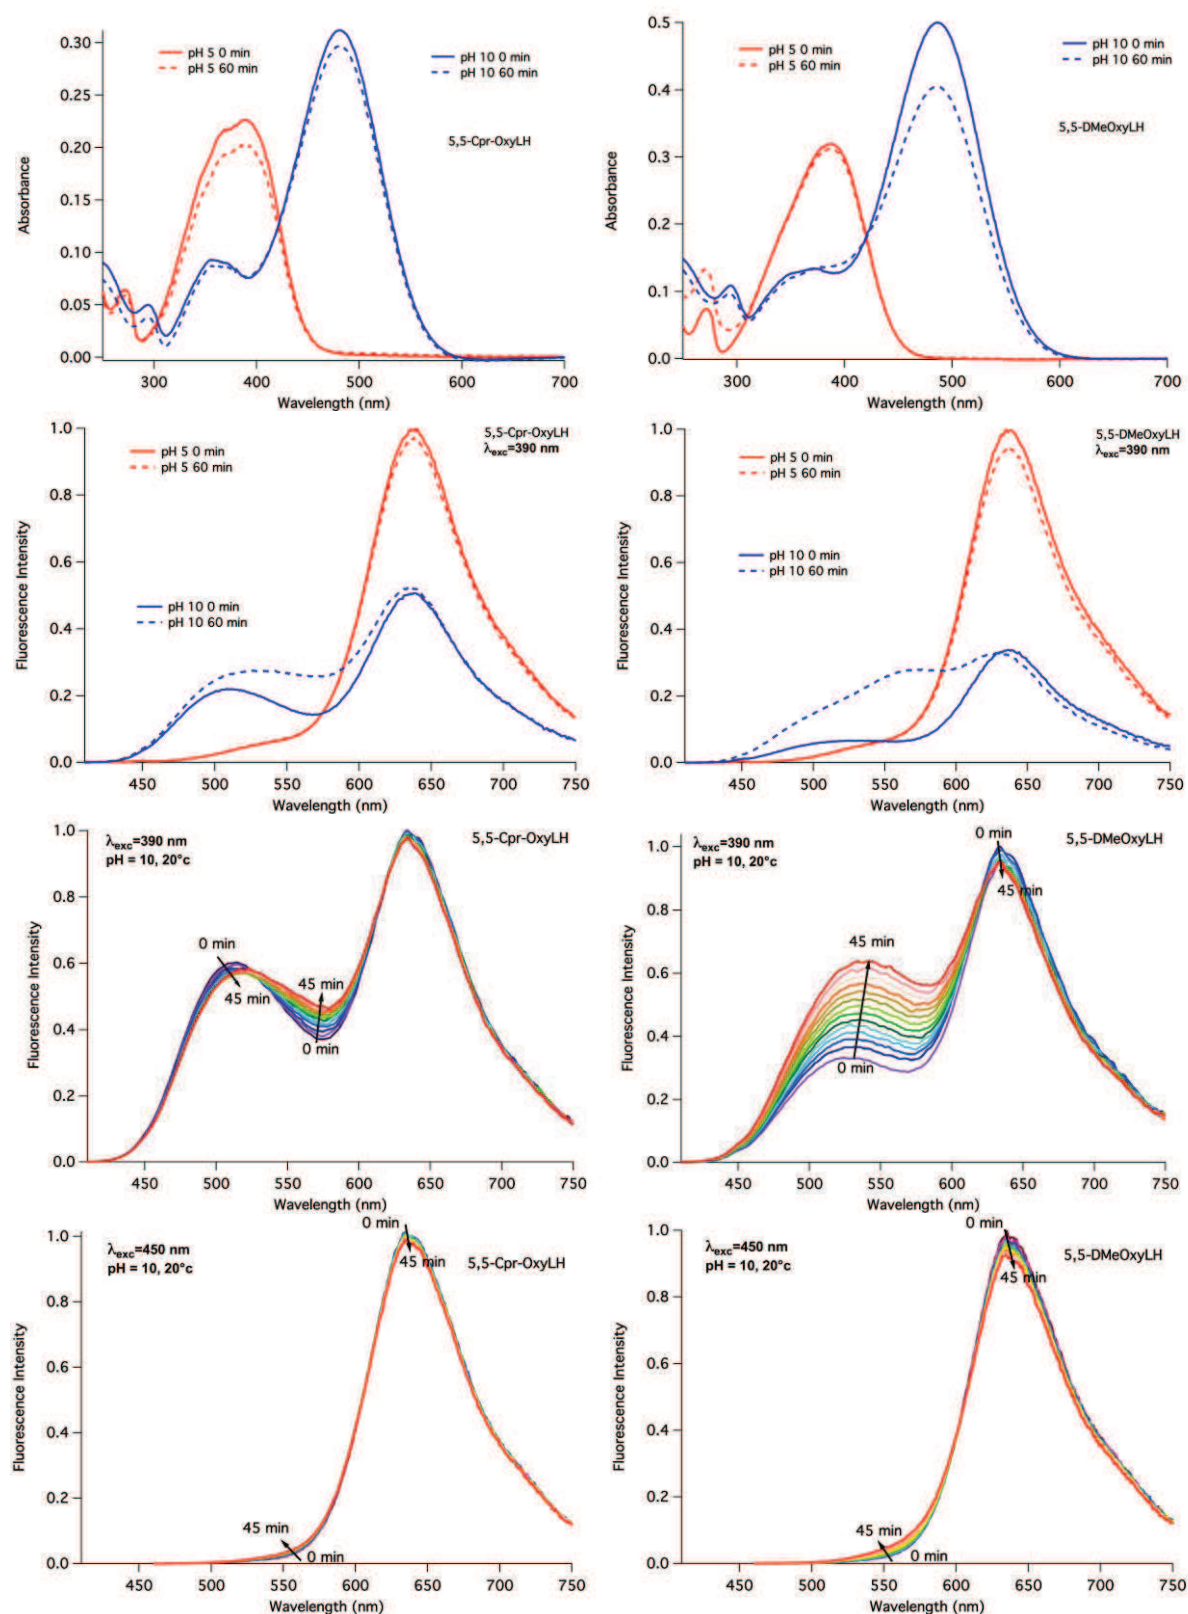 pH 5 0 min
pH 5 60 min
pH 10 0 min
pH 10 60 min
5,5-Cpr-OxyLH
Absorbance
0.30
0.25
0.20
0.15
0.10
0.05
0.00
300 400 500 600 700
Wavelength (nm)
pH 5 0 min
pH 5 60 min
pH 10 0 min
pH 10 60 min
5,5-DMeOxyLH
Absorbance
0.5
0.4
0.3
0.2
0.1
0.0
300 400 500 600 700
Wavelength (nm)
5,5-Cpr-OxyLH
λexc=390 nm
pH 5 0 min
pH 5 60 min
pH 10 0 min
pH 10 60 min
Fluorescence Intensity
1.0
0.8
0.6
0.4
0.2
0.0
450 500 550 600 650 700 750
Wavelength (nm)
5,5-DMeOxyLH
λexc=390 nm
pH 5 0 min
pH 5 60 min
pH 10 0 min
pH 10 60 min
Fluorescence Intensity
1.0
0.8
0.6
0.4
0.2
0.0
450 500 550 600 650 700 750
Wavelength (nm)
λexc=390 nm
pH = 10, 20°c
5,5-Cpr-OxyLH
0 min
45 min
45 min
0 min
Fluorescence Intensity
1.0
0.8
0.6
0.4
0.2
0.0
450 500 550 600 650 700 750
Wavelength (nm)
λexc=390 nm
pH = 10, 20°c
0 min
5,5-DMeOxyLH
45 min
45 min
0 min
Fluorescence Intensity
1.0
0.8
0.6
0.4
0.2
0.0
450 500 550 600 650 700 750
Wavelength (nm)
λexc=450 nm
pH = 10, 20°c
0 min
45 min
5,5-Cpr-OxyLH
45 min
0 min
Fluorescence Intensity
1.0
0.8
0.6
0.4
0.2
0.0
450 500 550 600 650 700 750
Wavelength (nm)
λexc=450 nm
pH = 10, 20°c
0 min
45 min
5,5-DMeOxyLH
45 min
0 min
Fluorescence Intensity
1.0
0.8
0.6
0.4
0.2
0.0
450 500 550 600 650 700 750
Wavelength (nm)